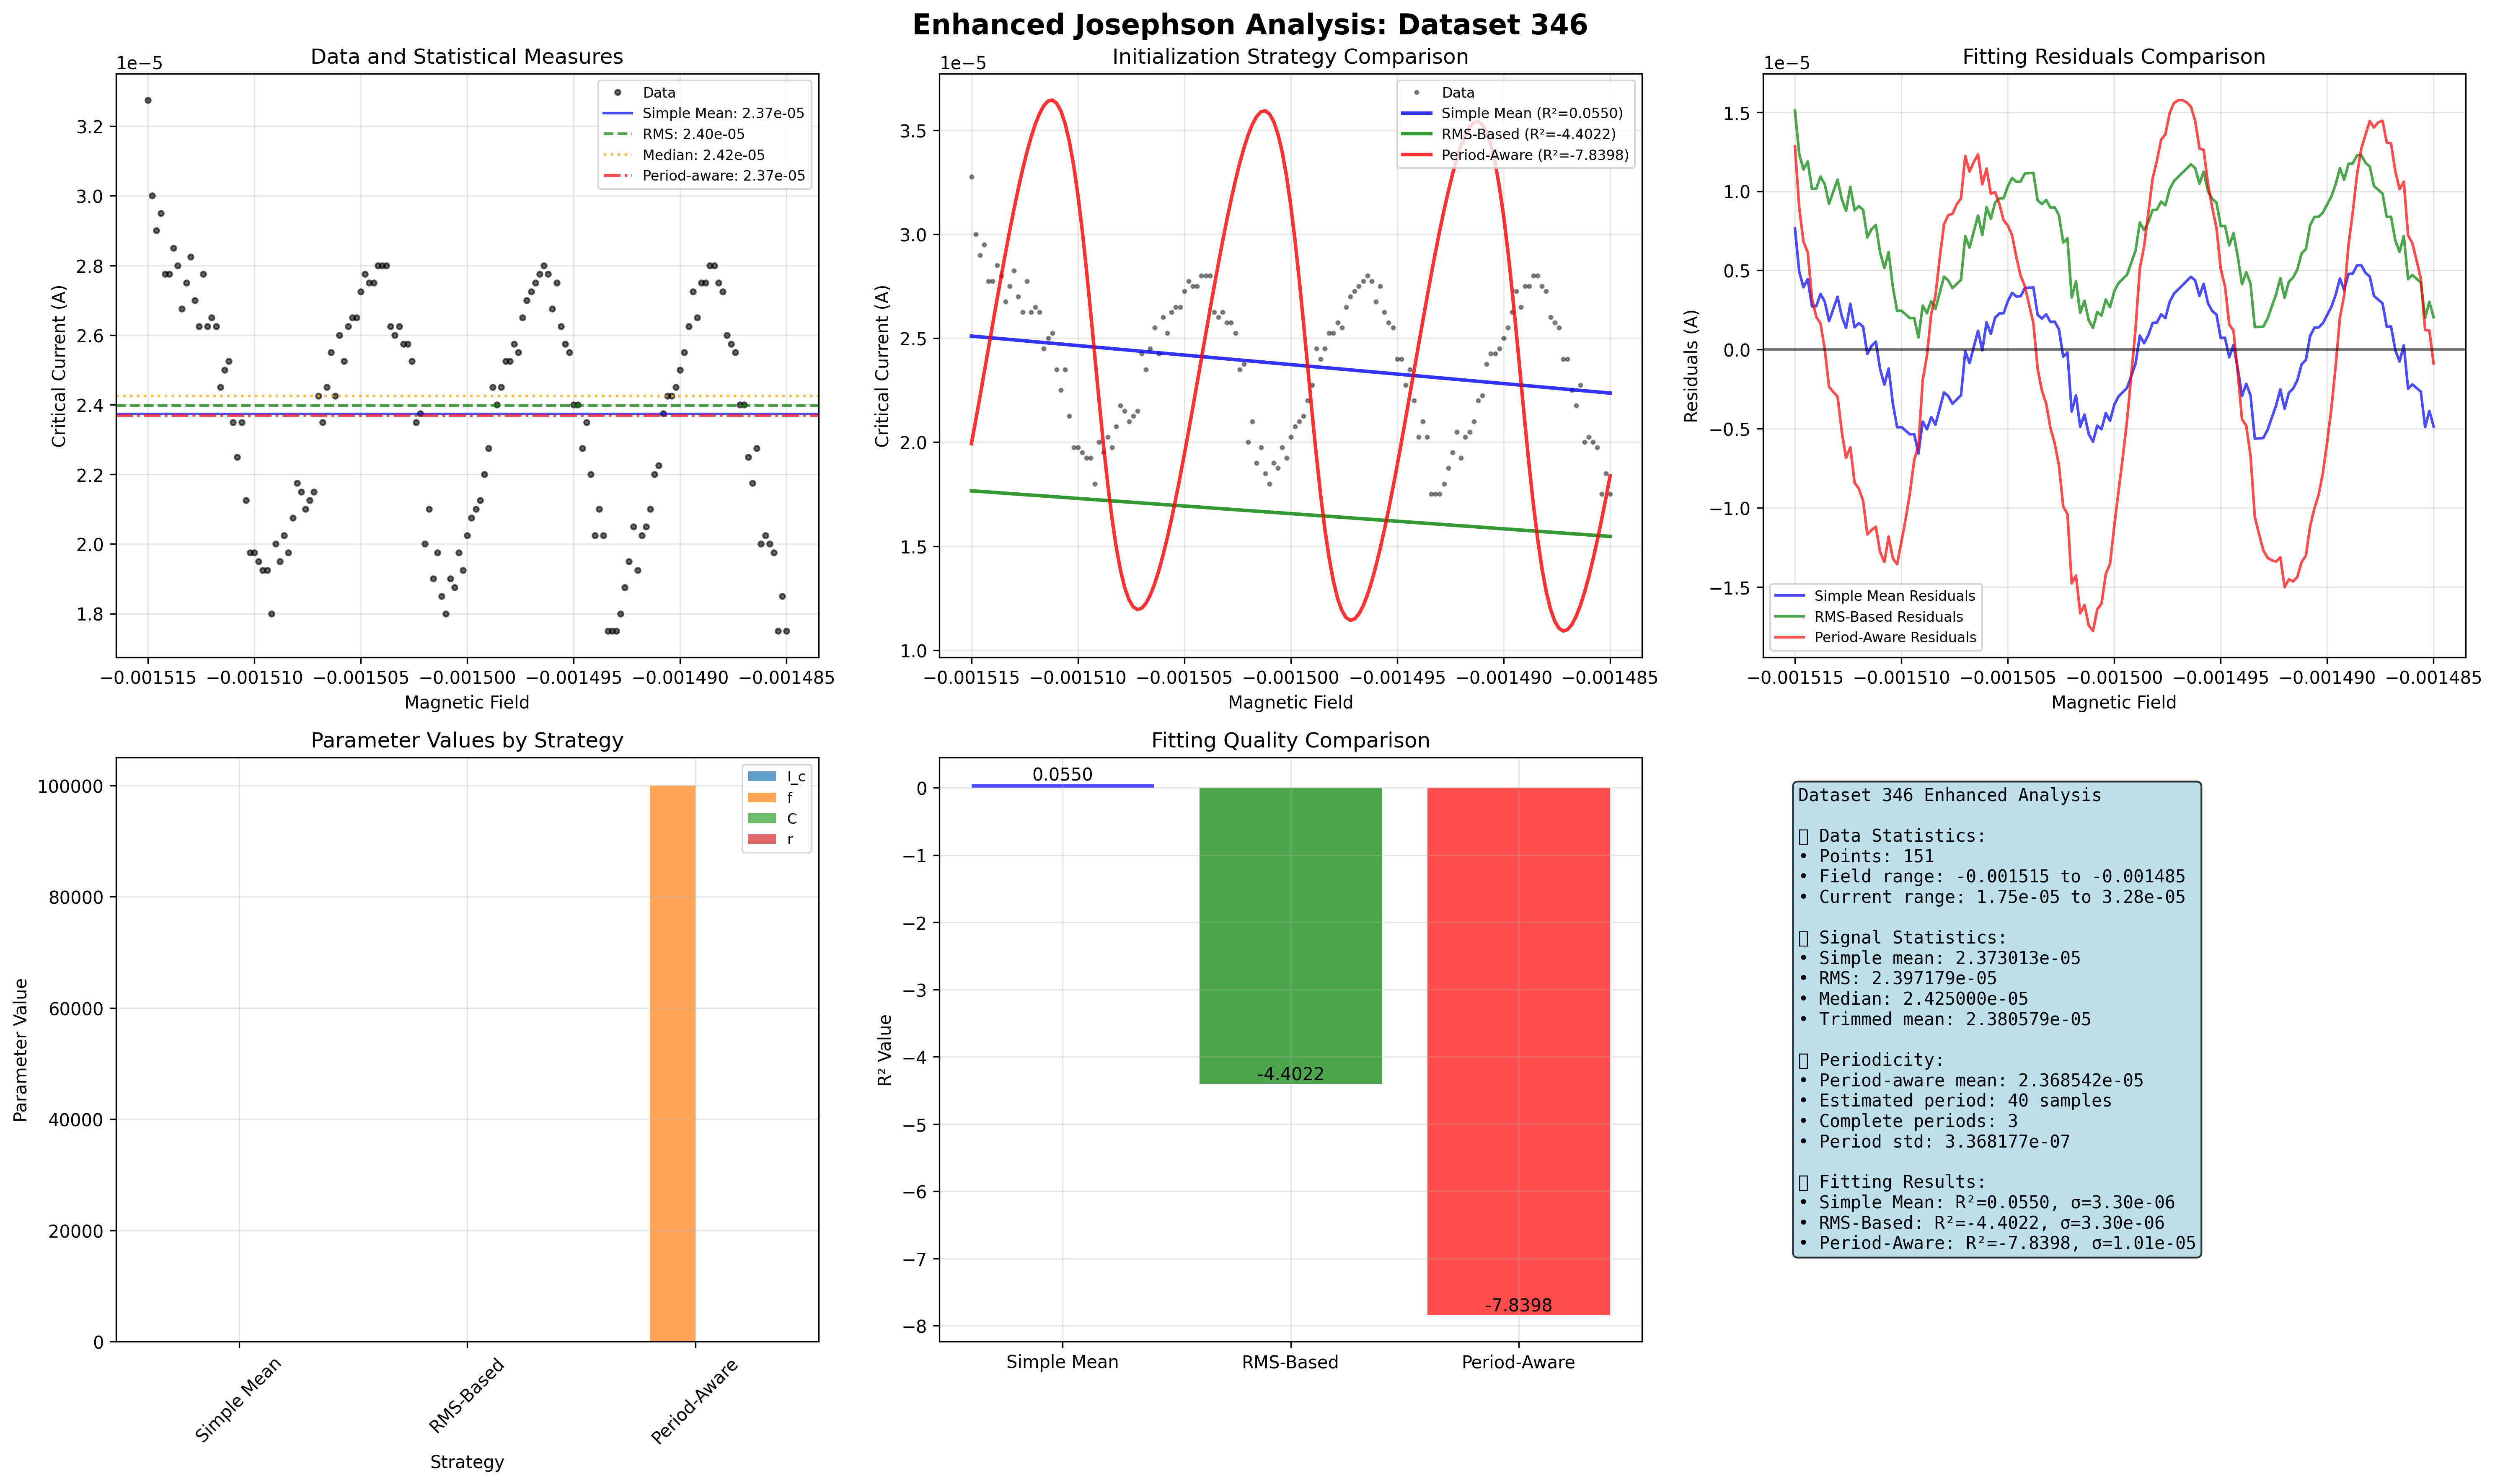 Enhanced Josephson Analysis: Dataset 346
Data and Statistical Measures
1e−5
Data
Simple Mean: 2.37e-05
RMS: 2.40e-05
Median: 2.42e-05
Period-aware: 2.37e-05
3.2
3.0
2.8
2.6
2.4
2.2
2.0
1.8
Critical Current (A)
−0.001515 −0.001510 −0.001505 −0.001500 −0.001495 −0.001490 −0.001485
Magnetic Field
Initialization Strategy Comparison
1e−5
Data
Simple Mean (R²=0.0550)
RMS-Based (R²=-4.4022)
Period-Aware (R²=-7.8398)
3.5
3.0
2.5
2.0
1.5
1.0
Critical Current (A)
−0.001515 −0.001510 −0.001505 −0.001500 −0.001495 −0.001490 −0.001485
Magnetic Field
Fitting Residuals Comparison
1e−5
1.5
1.0
0.5
0.0
−0.5
−1.0
−1.5
Residuals (A)
Simple Mean Residuals
RMS-Based Residuals
Period-Aware Residuals
−0.001515 −0.001510 −0.001505 −0.001500 −0.001495 −0.001490 −0.001485
Magnetic Field
Parameter Values by Strategy
I_c
f
C
r
100000
80000
60000
40000
20000
0
Parameter Value
Simple Mean
RMS-Based
Period-Aware
Strategy
Fitting Quality Comparison
0.0550
-4.4022
-7.8398
0
−1
−2
−3
−4
−5
−6
−7
−8
R² Value
Simple Mean RMS-Based Period-Aware
Dataset 346 Enhanced Analysis
Data Statistics:
• Points: 151
• Field range: -0.001515 to -0.001485
• Current range: 1.75e-05 to 3.28e-05
Signal Statistics:
• Simple mean: 2.373013e-05
• RMS: 2.397179e-05
• Median: 2.425000e-05
• Trimmed mean: 2.380579e-05
Periodicity:
• Period-aware mean: 2.368542e-05
• Estimated period: 40 samples
• Complete periods: 3
• Period std: 3.368177e-07
Fitting Results:
• Simple Mean: R²=0.0550, σ=3.30e-06
• RMS-Based: R²=-4.4022, σ=3.30e-06
• Period-Aware: R²=-7.8398, σ=1.01e-05